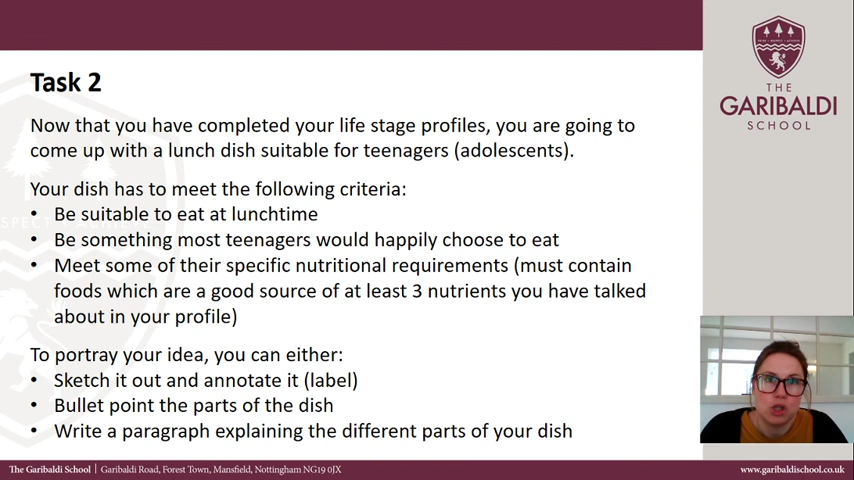 THE
GARIBALDI
SCHOOL
Task 2
Now that you have completed your life stage profiles, you are going to
come up with a lunch dish suitable for teenagers (adolescents).
Your dish has to meet the following criteria:
• Be suitable to eat at lunchtime
• Be something most teenagers would happily choose to eat
• Meet some of their specific nutritional requirements (must contain
foods which are a good source of at least 3 nutrients you have talked
about in your profile)
To portray your idea, you can either:
• Sketch it out and annotate it (label)
• Bullet point the parts of the dish
• Write a paragraph explaining the different parts of your dish
The Garibaldi School | Garibaldi Road, Forest Town, Mansfield, Nottingham NG19 0JX
www.garibaldischool.co.uk